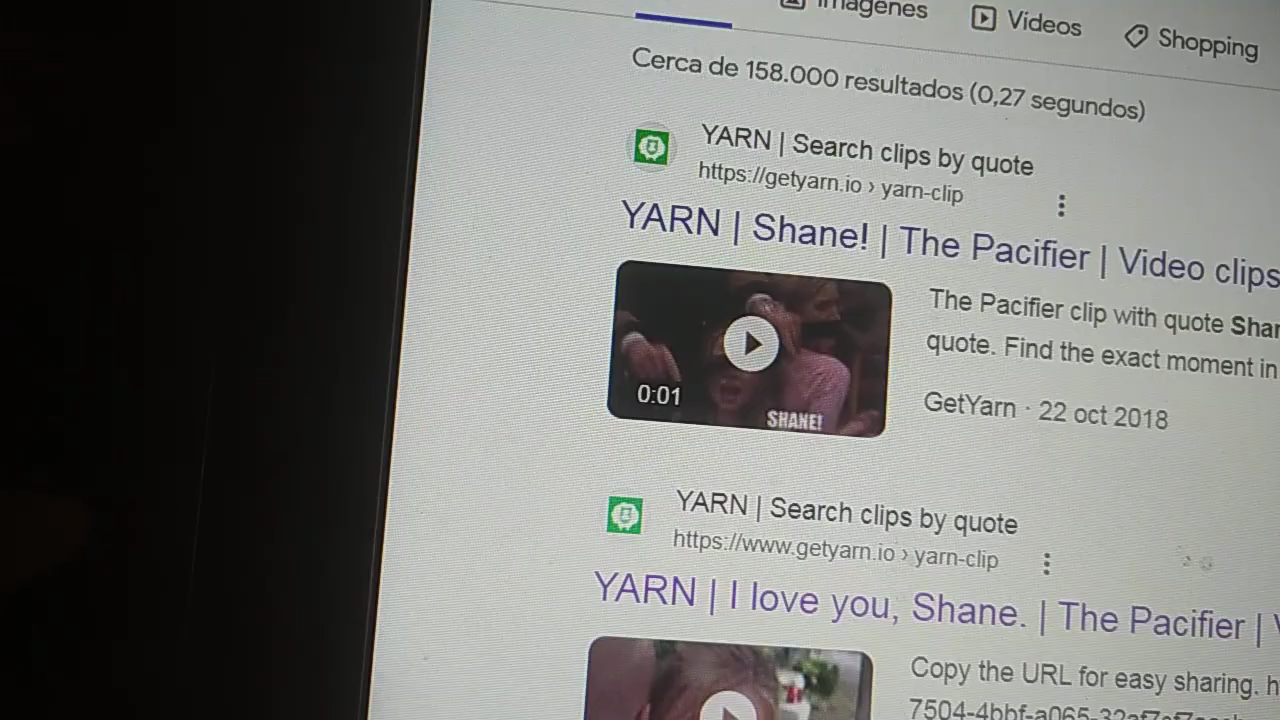 Imágenes
Videos
Shopping
Cerca de 158.000 resultados (0,27 segundos)
YARN | Search clips by quote
https://getyarn.io › yarn-clip
YARN | Shane! | The Pacifier | Video clips
The Pacifier clip with quote
quote. Find the exact moment in
0:01
SHANE!
GetYarn · 22 oct 2018
YARN | Search clips by quote
https://www.getyarn.io › yarn-clip
YARN | I love you, Shane. | The Pacifier |
Copy the URL for easy sharing.